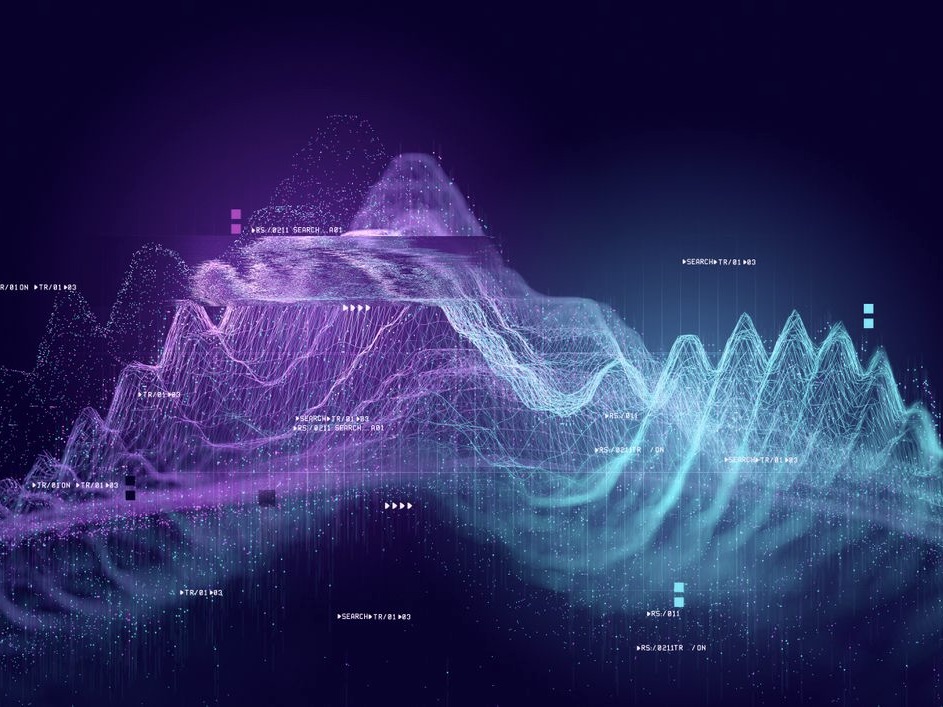 ▶RS:/0211 SEARCH  A01
▶SEARCH▶TR/01▶03
R/01ON ▶TR/01▶03
▶▶▶▶
▶TR/01▶03
▶RS:/011
▶SEARCH▶TR/01▶03
▶RS:/0211 SEARCH  A01
▶RS:/0211TR  /ON
▶SEARCH▶TR/01▶03
▶TR/01ON ▶TR/01▶03
▶▶▶▶
▶TR/01▶03
▶RS:/011
▶SEARCH▶TR/01▶03
▶RS:/0211TR  /ON